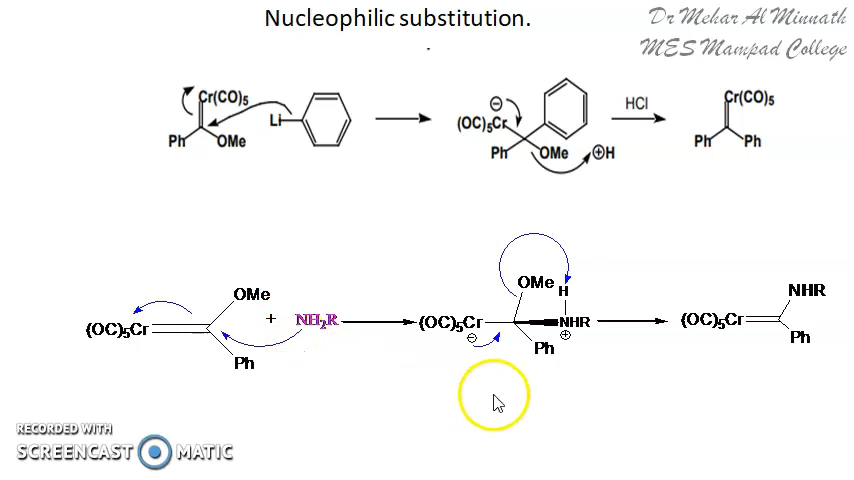 Nucleophilic substitution.
Dr Mehar Al Minnath
MES Mampad College
Cr(CO)5
Li
Ph
OMe
⊖
(OC)5Cr
Ph
OMe
⊕H
HCl
Cr(CO)5
Ph
Ph
OMe
(OC)5Cr
+
NH2R
Ph
OMe
H
(OC)5Cr
⊖
NHR
⊕
Ph
NHR
(OC)5Cr
Ph
RECORDED WITH
SCREENCAST MATIC